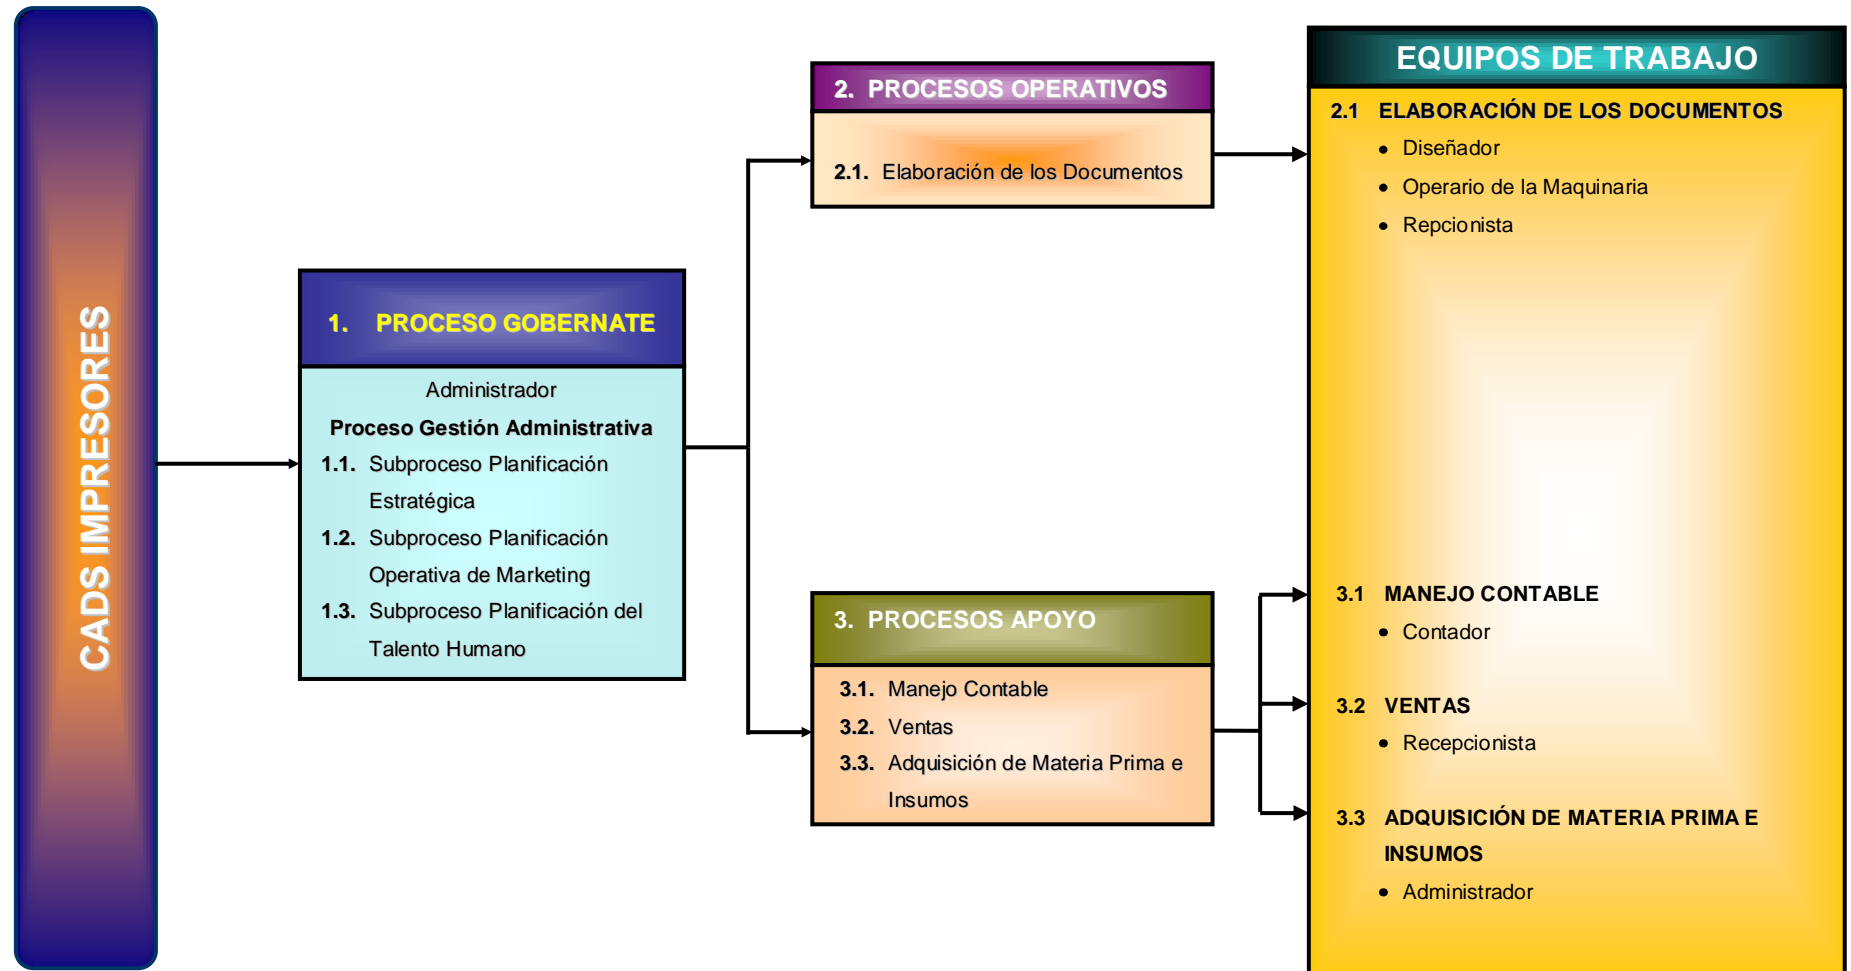 CADS IMPRESORES
1. PROCESO GOBERNATE
Administrador
Proceso Gestión Administrativa
1.1. Subproceso Planificación
Estratégica
1.2. Subproceso Planificación
Operativa de Marketing
1.3. Subproceso Planificación del
Talento Humano
2. PROCESOS OPERATIVOS
2.1. Elaboración de los Documentos
3. PROCESOS APOYO
3.1. Manejo Contable
3.2. Ventas
3.3. Adquisición de Materia Prima e
Insumos
EQUIPOS DE TRABAJO
2.1 ELABORACIÓN DE LOS DOCUMENTOS
• Diseñador
• Operario de la Maquinaria
• Repcionista
3.1 MANEJO CONTABLE
• Contador
3.2 VENTAS
• Recepcionista
3.3 ADQUISICIÓN DE MATERIA PRIMA E
INSUMOS
• Administrador